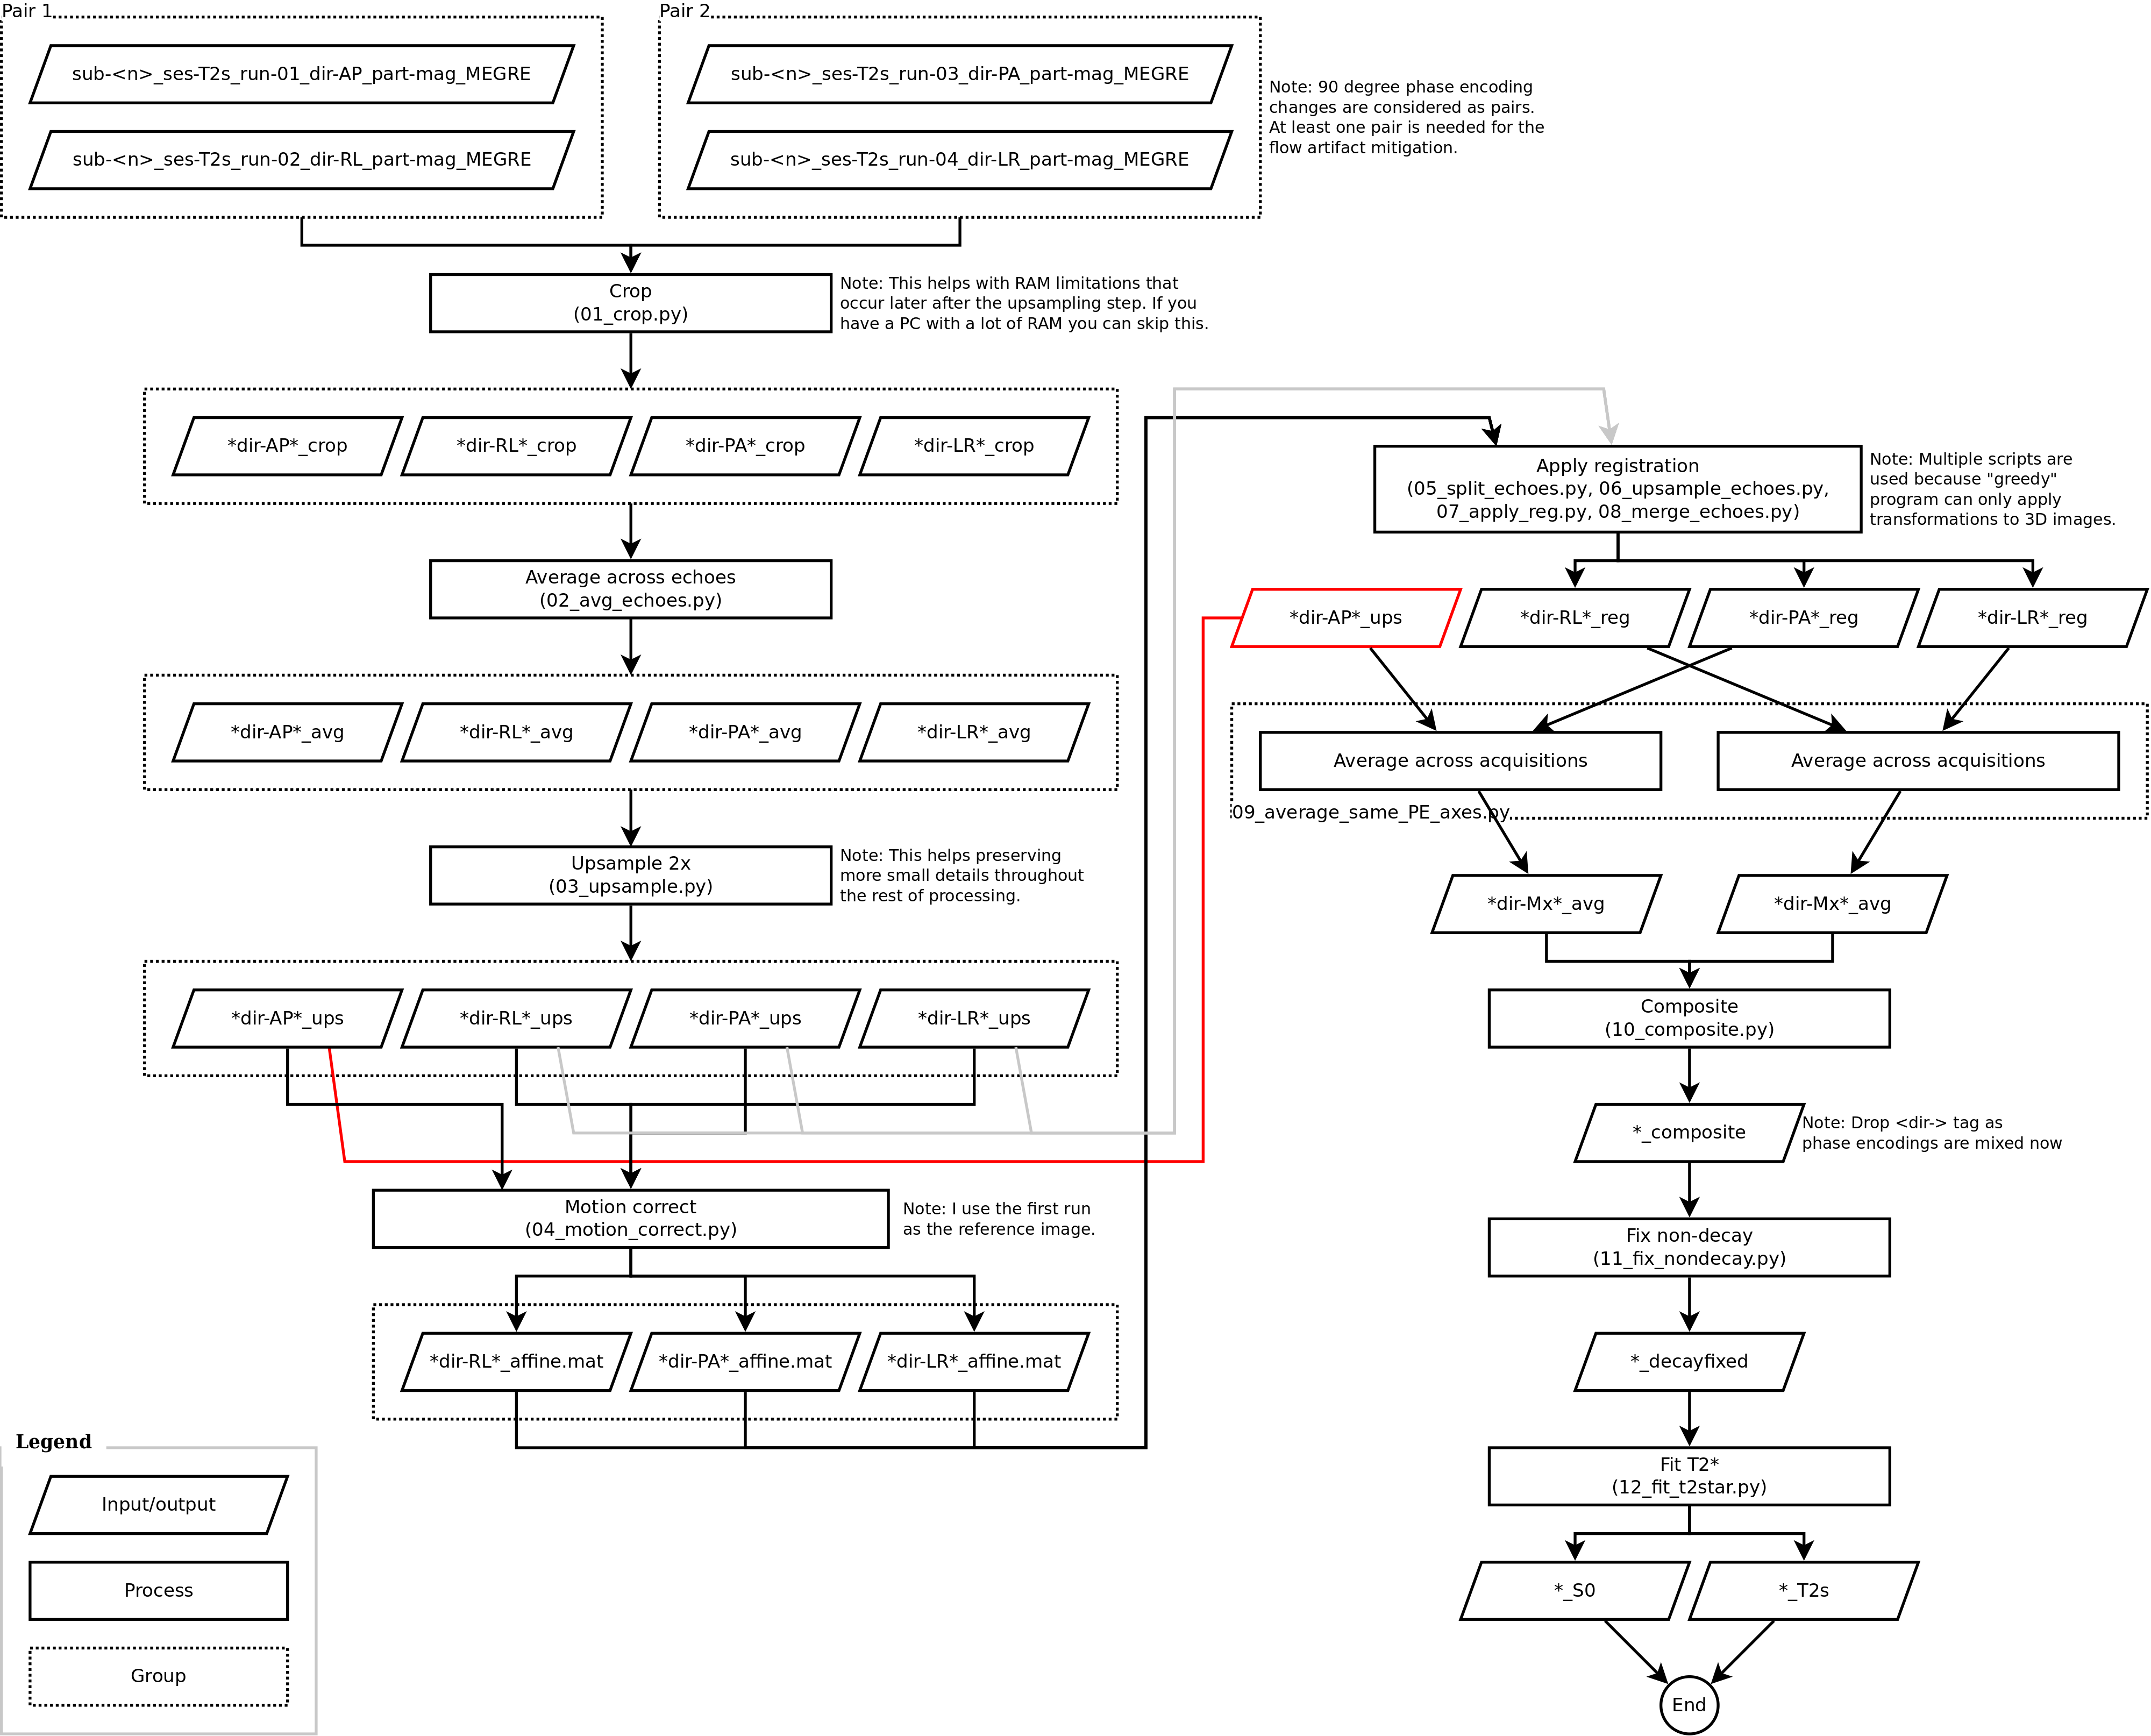 Pair 1
sub-<n>_ses-T2s_run-01_dir-AP_part-mag_MEGRE
sub-<n>_ses-T2s_run-02_dir-RL_part-mag_MEGRE
Pair 2
sub-<n>_ses-T2s_run-03_dir-PA_part-mag_MEGRE
sub-<n>_ses-T2s_run-04_dir-LR_part-mag_MEGRE
Note: 90 degree phase encoding
changes are considered as pairs.
At least one pair is needed for the
flow artifact mitigation.
Crop
(01_crop.py)
Note: This helps with RAM limitations that
occur later after the upsampling step. If you
have a PC with a lot of RAM you can skip this.
*dir-AP*_crop
*dir-RL*_crop
*dir-PA*_crop
*dir-LR*_crop
Average across echoes
(02_avg_echoes.py)
*dir-AP*_avg
*dir-RL*_avg
*dir-PA*_avg
*dir-LR*_avg
Upsample 2x
(03_upsample.py)
Note: This helps preserving
more small details throughout
the rest of processing.
*dir-AP*_ups
*dir-RL*_ups
*dir-PA*_ups
*dir-LR*_ups
Motion correct
(04_motion_correct.py)
Note: I use the first run
as the reference image.
*dir-RL*_affine.mat
*dir-PA*_affine.mat
*dir-LR*_affine.mat
Apply registration
(05_split_echoes.py, 06_upsample_echoes.py,
07_apply_reg.py, 08_merge_echoes.py)
Note: Multiple scripts are
used because "greedy"
program can only apply
transformations to 3D images.
*dir-AP*_ups
*dir-RL*_reg
*dir-PA*_reg
*dir-LR*_reg
Average across acquisitions
Average across acquisitions
09_average_same_PE_axes.py
*dir-Mx*_avg
*dir-Mx*_avg
Composite
(10_composite.py)
*_composite
Note: Drop <dir-> tag as
phase encodings are mixed now
Fix non-decay
(11_fix_nondecay.py)
*_decayfixed
Fit T2*
(12_fit_t2star.py)
*_S0
*_T2s
End
Legend
Input/output
Process
Group